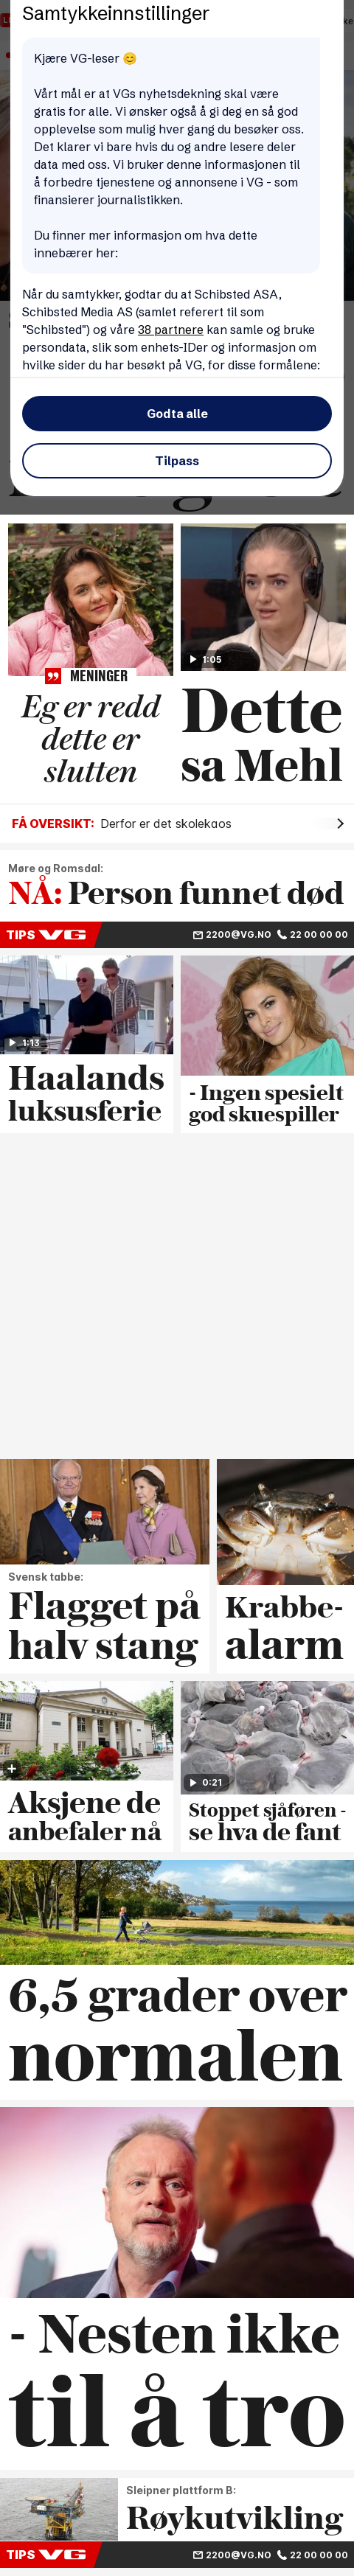 Samtykkeinnstillinger
Kjære VG-leser 😊
Vårt mål er at VGs nyhetsdekning skal være
gratis for alle. Vi ønsker også å gi deg en så god
opplevelse som mulig hver gang du besøker oss.
Det klarer vi bare hvis du og andre lesere deler
data med oss. Vi bruker denne informasjonen til
å forbedre tjenestene og annonsene i VG - som
finansierer journalistikken.
Du finner mer informasjon om hva dette
innebærer her:
Når du samtykker, godtar du at Schibsted ASA,
Schibsted Media AS (samlet referert til som
"Schibsted") og våre 38 partnere kan samle og bruke
persondata, slik som enhets-IDer og informasjon om
hvilke sider du har besøkt på VG, for disse formålene:
Godta alle
Tilpass
MENINGER
Eg er redd
dette er
slutten
1:05
Dette
sa Mehl
FÅ OVERSIKT: Derfor er det skolekaos
Møre og Romsdal:
NÅ: Person funnet død
TIPS VG 2200@VG.NO 22 00 00 00
1:13
Haalands
luksusferie
- Ingen spesielt
god skuespiller
Svensk tabbe:
Flagget på
halv stang
Krabbe-
alarm
Aksjene de
anbefaler nå
0:21
Stoppet sjåføren -
se hva de fant
6,5 grader over
normalen
- Nesten ikke
til å tro
Sleipner plattform B:
Røykutvikling
TIPS VG 2200@VG.NO 22 00 00 00